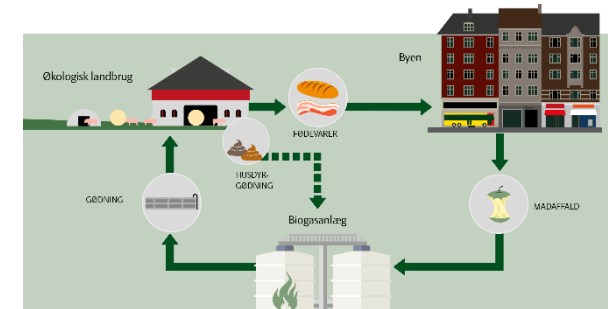 Byen
Økologisk landbrug
FØDEVARER
HUSDYR-
GØDNING
GØDNING
MADAFFALD
Biogasanlæg